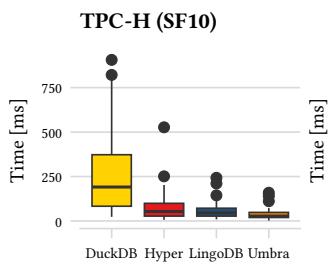 TPC-H (SF10)
Time [ms]
750
500
250
0
DuckDB Hyper LingoDB Umbra
Time [ms]